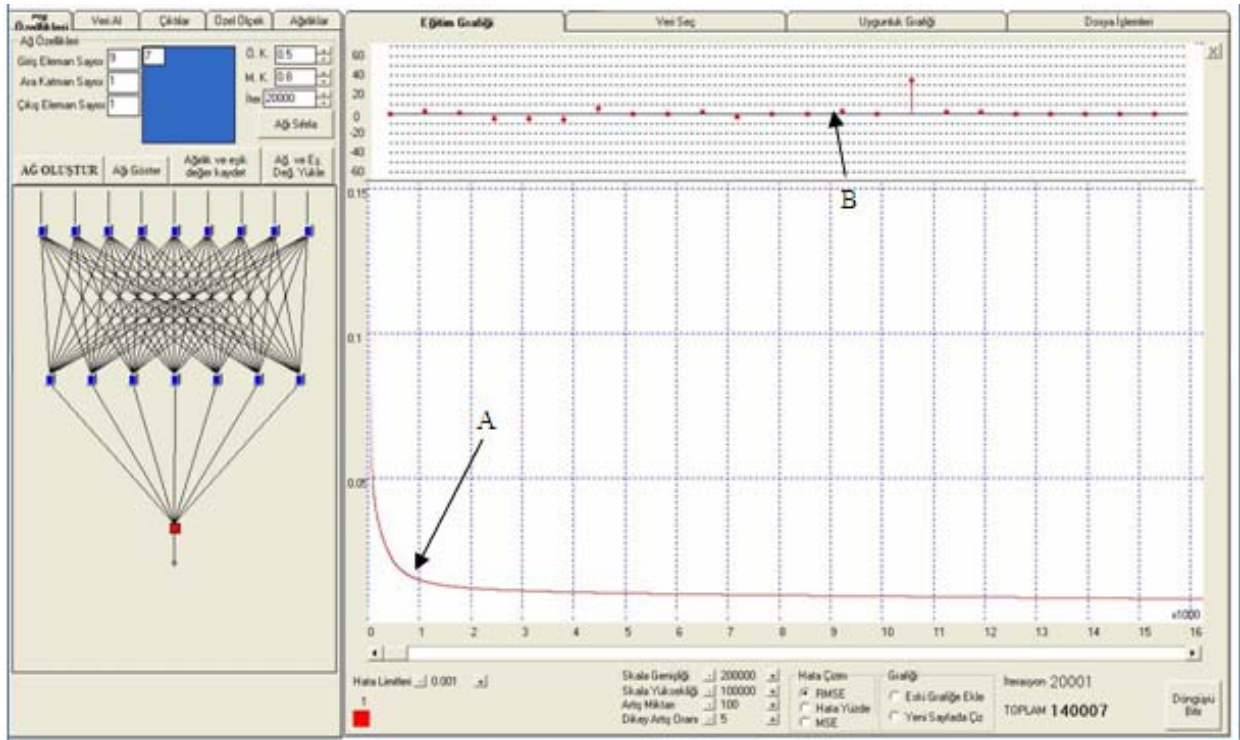 Ağ Özellikleri
Veri Al
Çıktılar
Özel Ölçek
Ağırlıklar
Ağ Özellikleri
Giriş Eleman Sayısı 9
Ara Katman Sayısı 1
Çıkış Eleman Sayısı 1
7
Ö. K. 0.5
M. K. 0.8
İter 20000
Ağı Sıfırla
AĞ OLUŞTUR
Ağı Göster
Ağırlık ve eşik değer kaydet
Ağ. ve Eş. Değ. Yükle
Eğitim Grafiği
Veri Seç
Uygunluk Grafiği
Dosya İşlemleri
X
60
40
20
0
20
40
60
B
0.15
0.1
A
0.05
x1000
0 1 2 3 4 5 6 7 8 9 10 11 12 13 14 15 16
Hata Limitleri 0.001
1
Skala Genişliği 200000
Skala Yüksekliği 100000
Artış Miktarı 100
Dikey Artış Oranı 5
Hata Çizimi
RMSE
Hata Yüzde
MSE
Grafiği
Eski Grafiğe Ekle
Yeni Sayfada Çiz
İterasyon 20001
TOPLAM 140007
Döngüyü Bitir